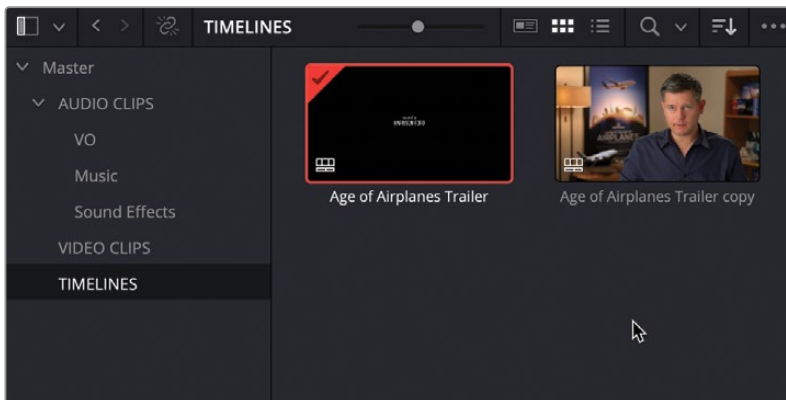 TIMELINES
Master
AUDIO CLIPS
VO
Music
Sound Effects
VIDEO CLIPS
TIMELINES
Age of Airplanes Trailer
Age of Airplanes Trailer copy
AIRPLANES